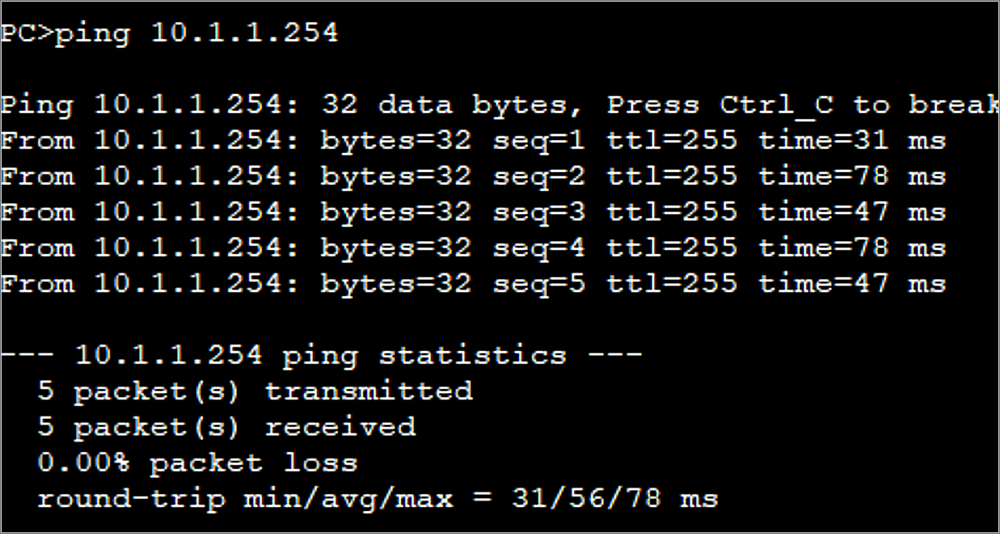 PC>ping 10.1.1.254
Ping 10.1.1.254: 32 data bytes, Press Ctrl_C to break
From 10.1.1.254: bytes=32 seq=1 ttl=255 time=31 ms
From 10.1.1.254: bytes=32 seq=2 ttl=255 time=78 ms
From 10.1.1.254: bytes=32 seq=3 ttl=255 time=47 ms
From 10.1.1.254: bytes=32 seq=4 ttl=255 time=78 ms
From 10.1.1.254: bytes=32 seq=5 ttl=255 time=47 ms
--- 10.1.1.254 ping statistics ---
5 packet(s) transmitted
5 packet(s) received
0.00% packet loss
round-trip min/avg/max = 31/56/78 ms